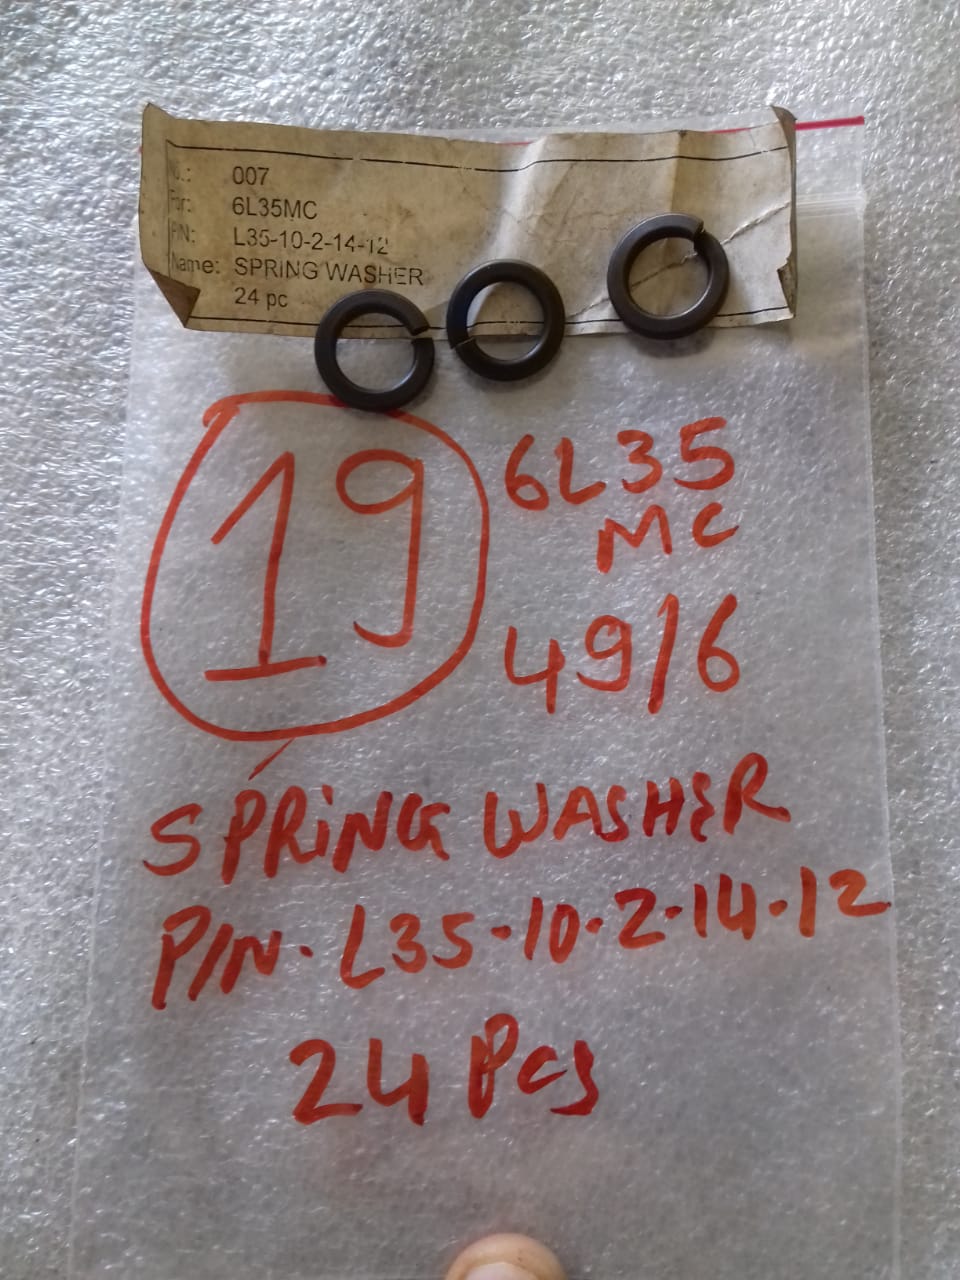 No.: 007
For: 6L35MC
P/N: L35-10-2-14-12
Name: SPRING WASHER
24 pc
19
6L35
MC
49/6
SPRiNG WASHER
P/N. L35-10-2-14-12
24 Pcs